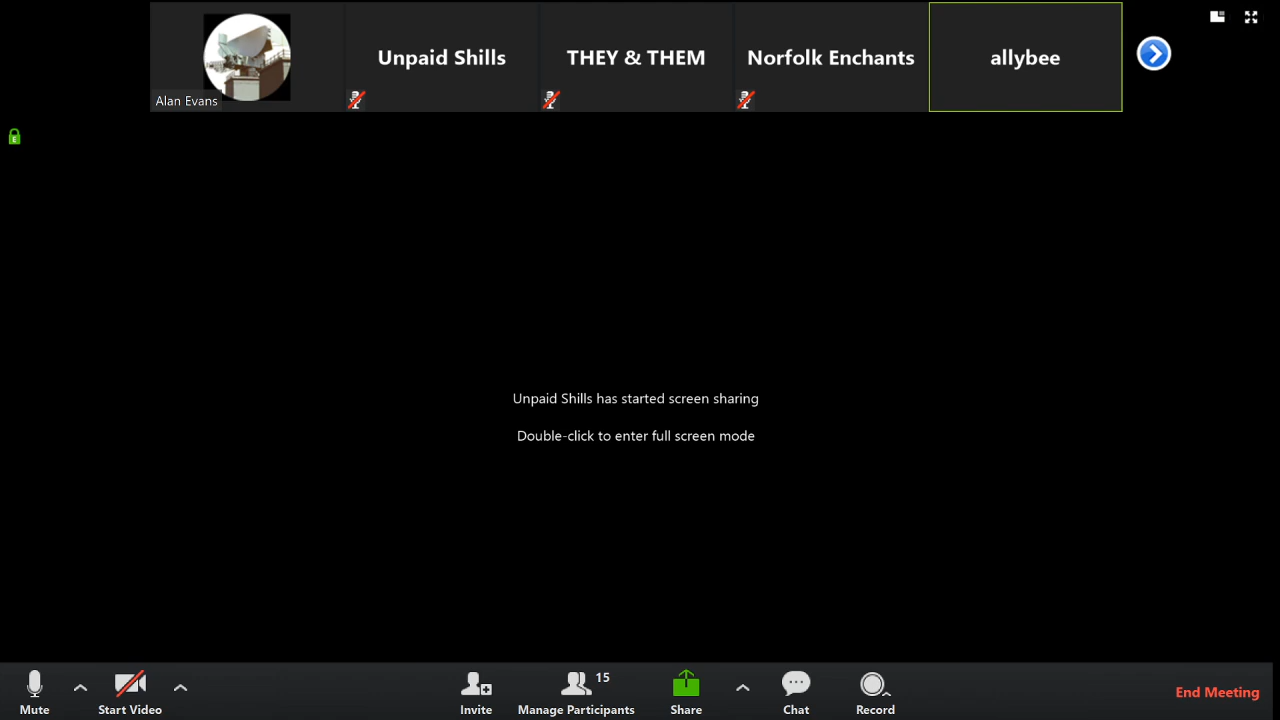 Unpaid Shills
THEY & THEM
Norfolk Enchants
allybee
Alan Evans
E
Unpaid Shills has started screen sharing
Double-click to enter full screen mode
15
Mute
Start Video
Invite
Manage Participants
Share
Chat
Record
End Meeting